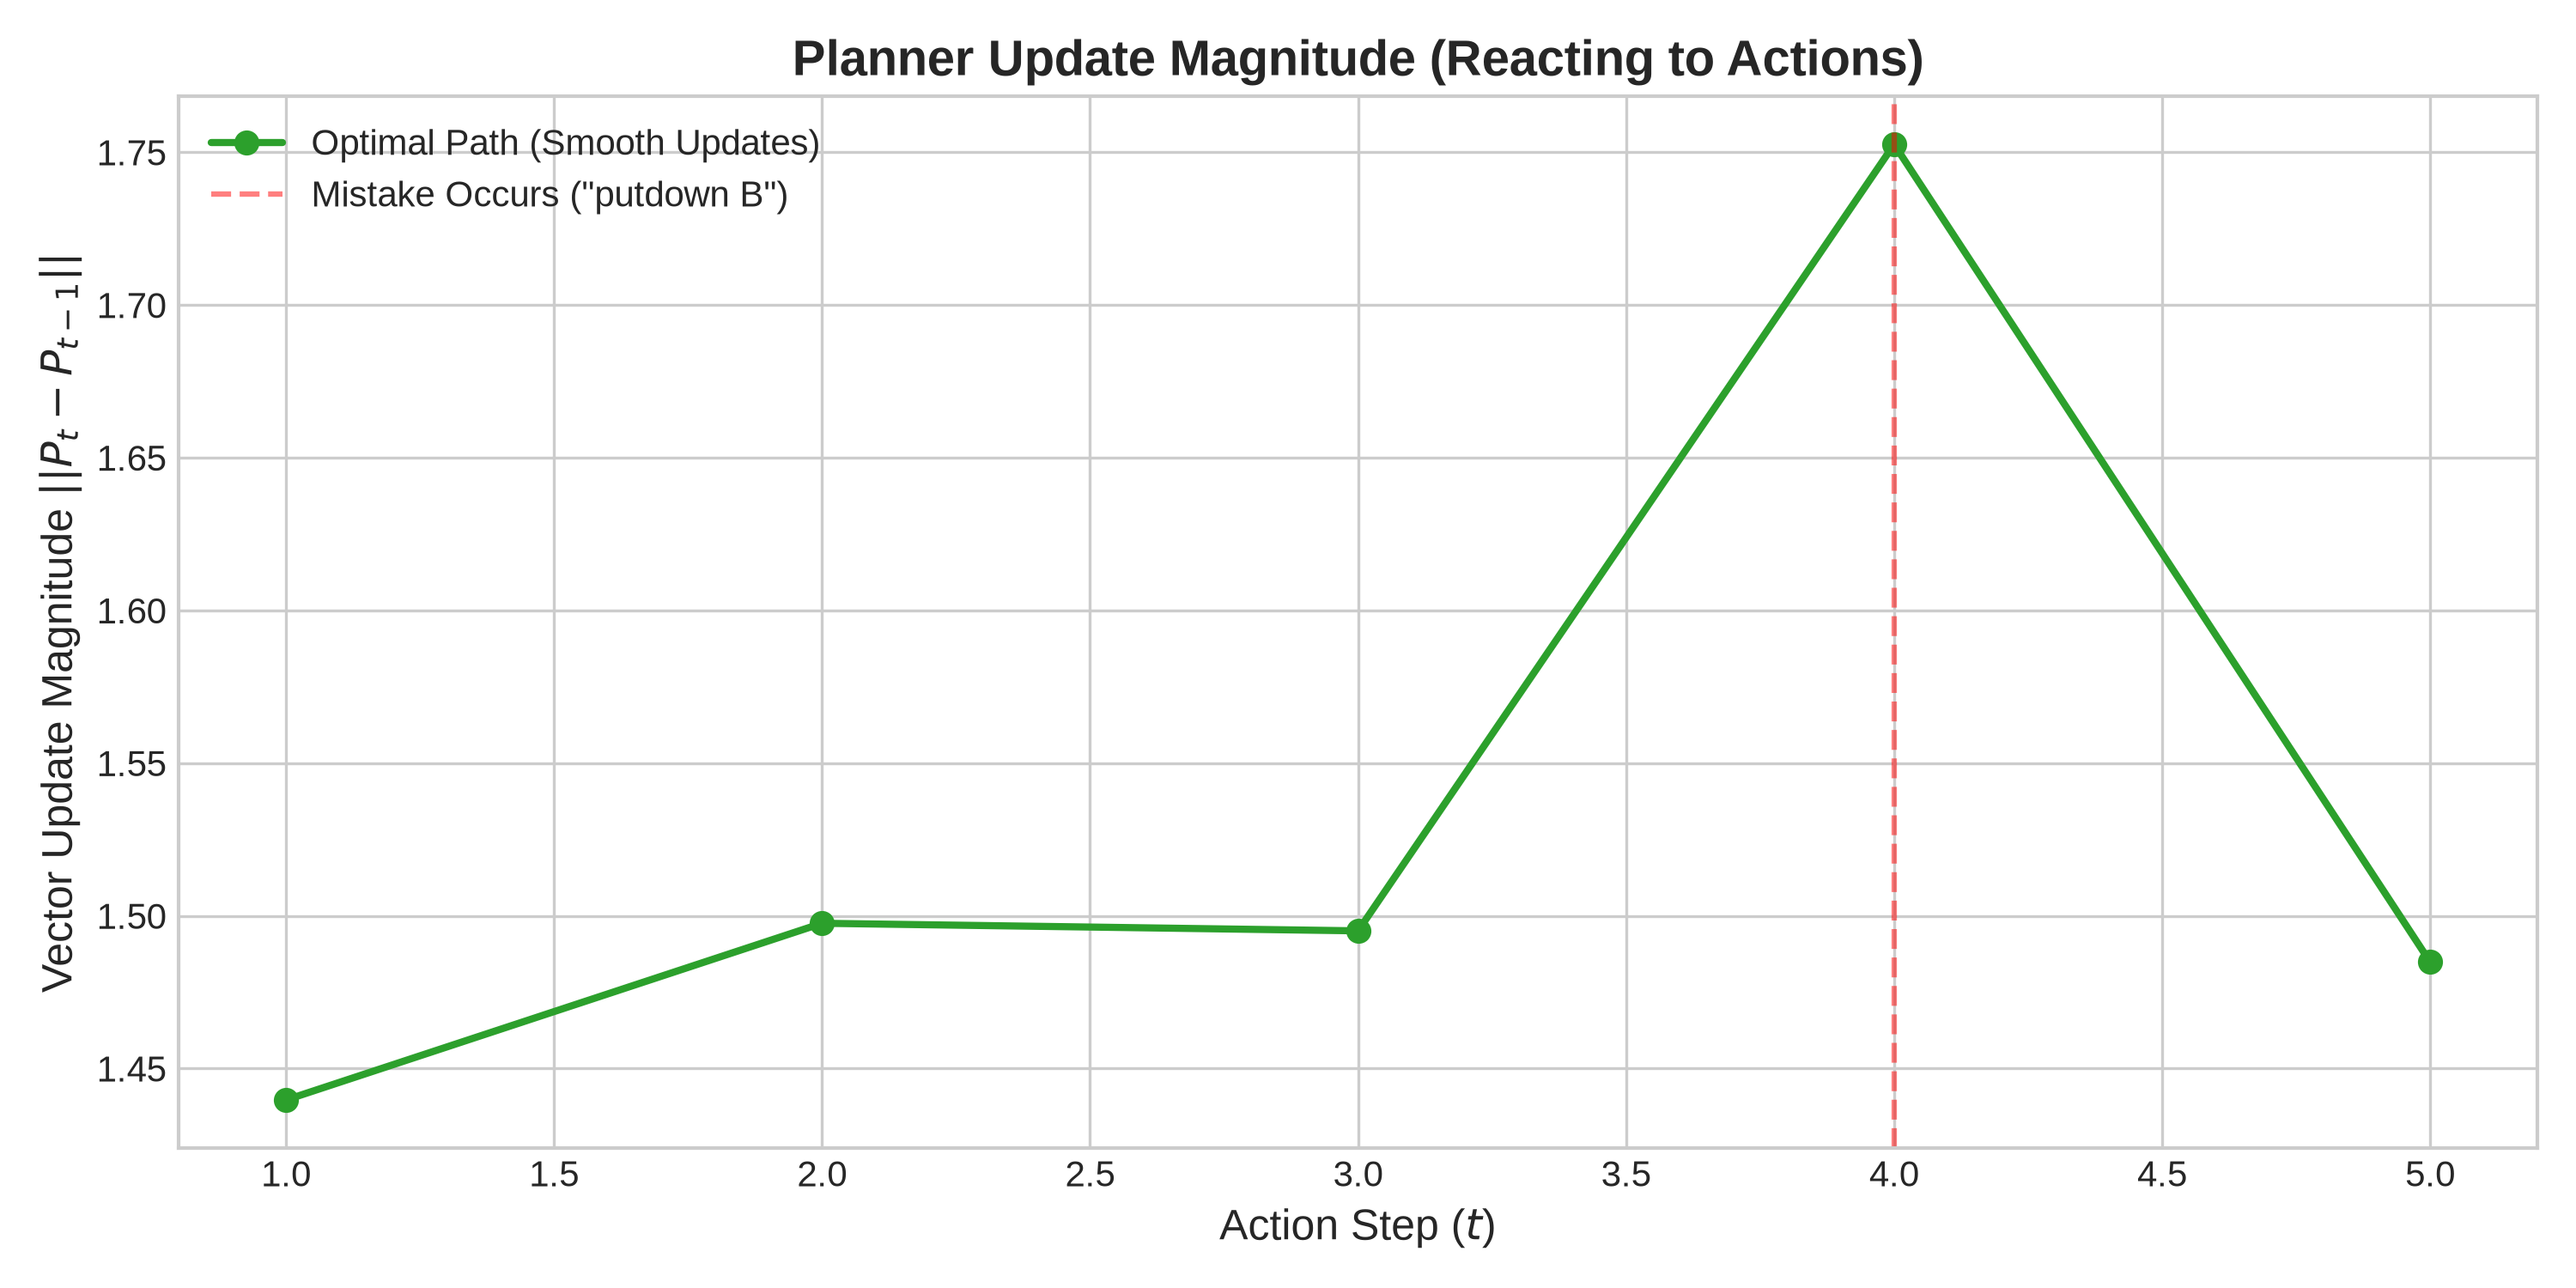 Planner Update Magnitude (Reacting to Actions)
Optimal Path (Smooth Updates)
Mistake Occurs ("putdown B")
Vector Update Magnitude ||P_t − P_{t−1}||
1.75
1.70
1.65
1.60
1.55
1.50
1.45
1.0 1.5 2.0 2.5 3.0 3.5 4.0 4.5 5.0
Action Step (t)